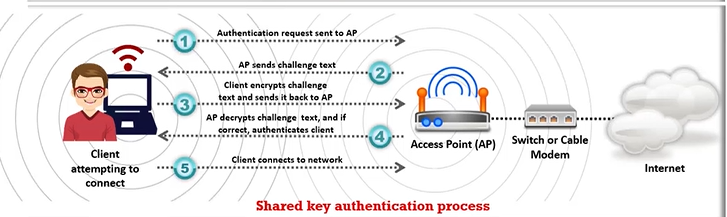 1
Authentication request sent to AP
AP sends challenge text
2
Client encrypts challenge
3
text and sends it back to AP
AP decrypts challenge text, and if
correct, authenticates client
4
5
Client connects to network
Client
attempting to
connect
Access Point (AP)
Switch or Cable
Modem
Internet
Shared key authentication process